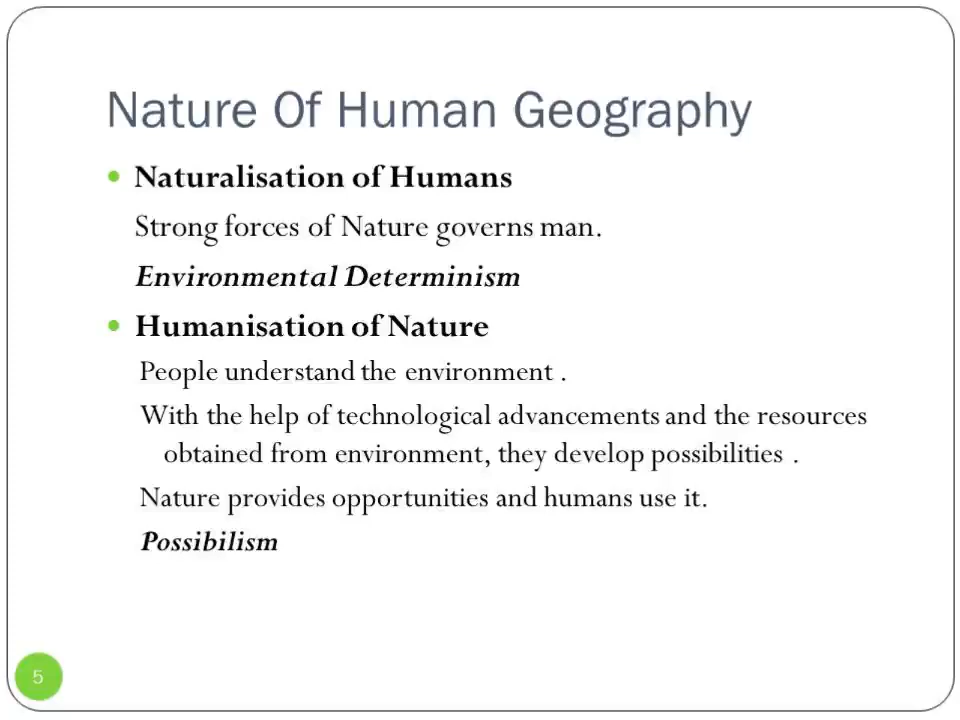 Nature Of Human Geography
• Naturalisation of Humans
Strong forces of Nature governs man.
Environmental Determinism
• Humanisation of Nature
People understand the environment .
With the help of technological advancements and the resources
obtained from environment, they develop possibilities .
Nature provides opportunities and humans use it.
Possibilism
5